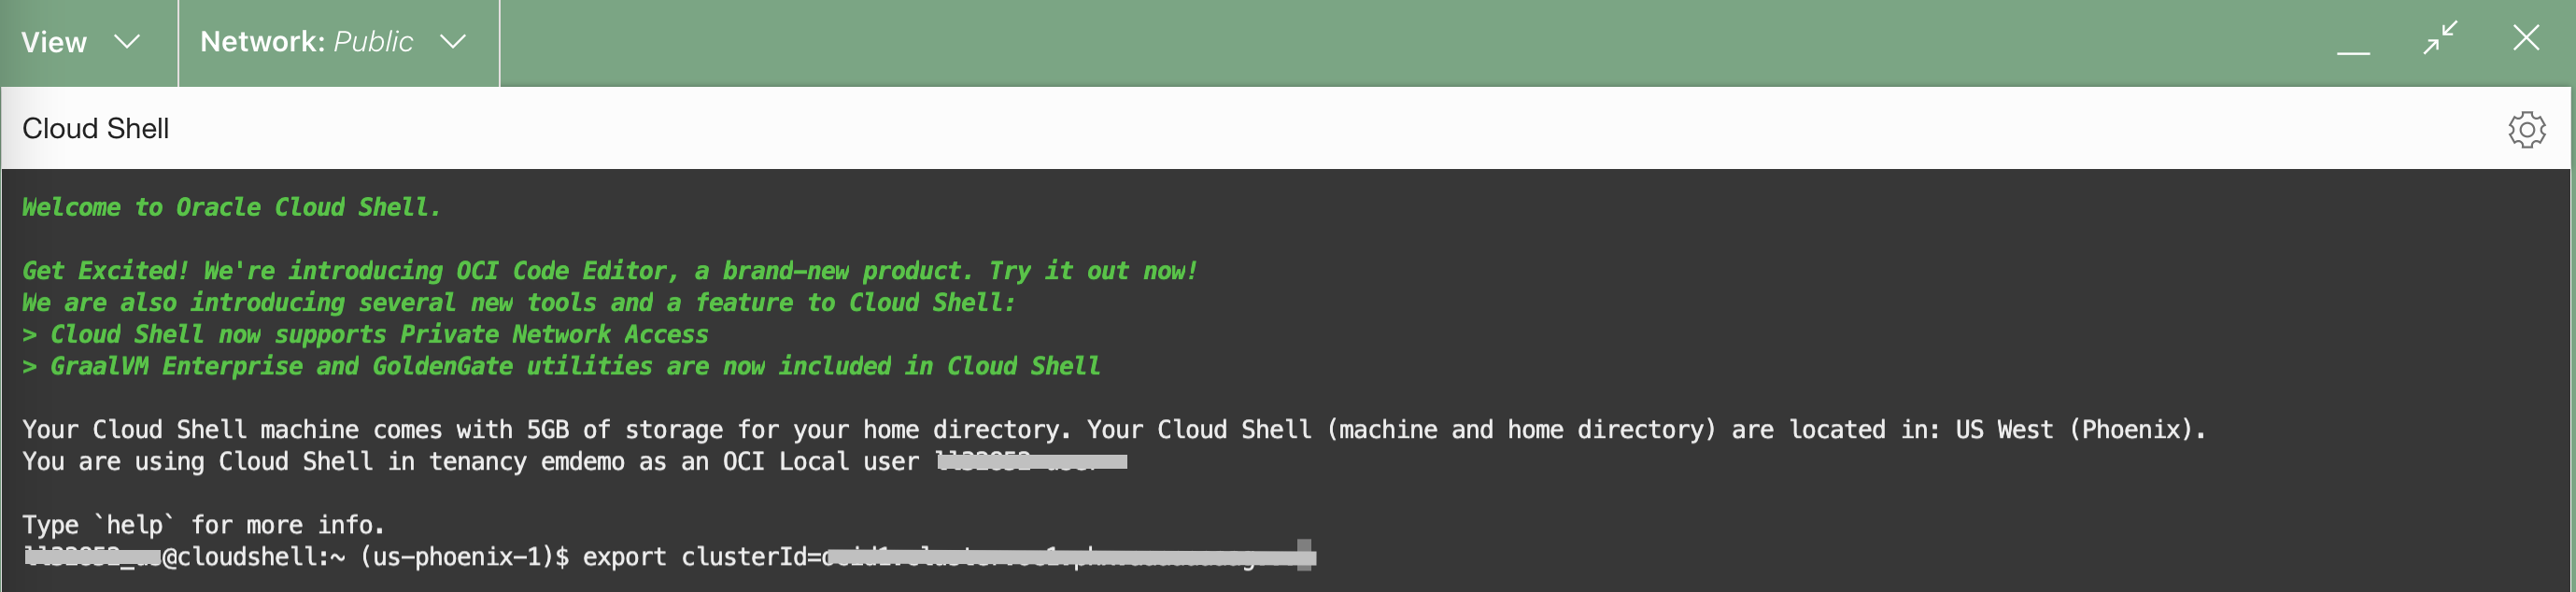 View
Network: Public
Cloud Shell
Welcome to Oracle Cloud Shell.
Get Excited! We're introducing OCI Code Editor, a brand-new product. Try it out now!
We are also introducing several new tools and a feature to Cloud Shell:
> Cloud Shell now supports Private Network Access
> GraalVM Enterprise and GoldenGate utilities are now included in Cloud Shell
Your Cloud Shell machine comes with 5GB of storage for your home directory. Your Cloud Shell (machine and home directory) are located in: US West (Phoenix).
You are using Cloud Shell in tenancy emdemo as an OCI Local user
Type `help` for more info.
@cloudshell:~ (us-phoenix-1)$ export clusterId=